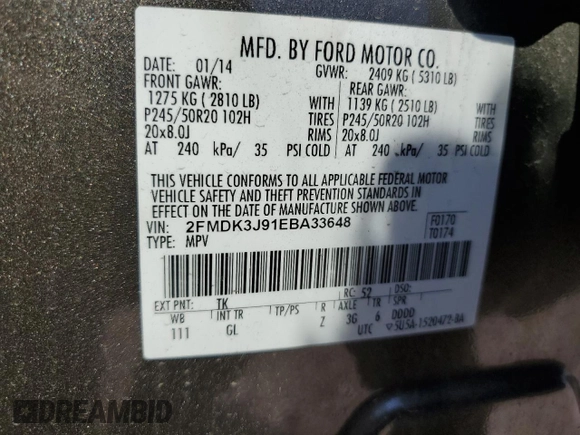 MFD. BY FORD MOTOR CO.
DATE: 01/14 GVWR: 2409 KG ( 5310 LB)
FRONT GAWR: REAR GAWR:
1275 KG ( 2810 LB) WITH 1139 KG ( 2510 LB) WITH
P245/50R20 102H TIRES P245/50R20 102H TIRES
20x8.0J RIMS 20x8.0J RIMS
AT 240 kPa/ 35 PSI COLD AT 240 kPa/ 35 PSI COLD
THIS VEHICLE CONFORMS TO ALL APPLICABLE FEDERAL MOTOR
VEHICLE SAFETY AND THEFT PREVENTION STANDARDS IN
EFFECT ON THE DATE OF MANUFACTURE SHOWN ABOVE.
VIN: 2FMDK3J91EBA33648 F0170
TYPE: MPV T0174
EXT PNT: TK RC: 52 DSO:
WB INT TR TP/PS R AXLE TR SPR
111 GL Z 3G 6 DDDD
UTC
DREAMBID